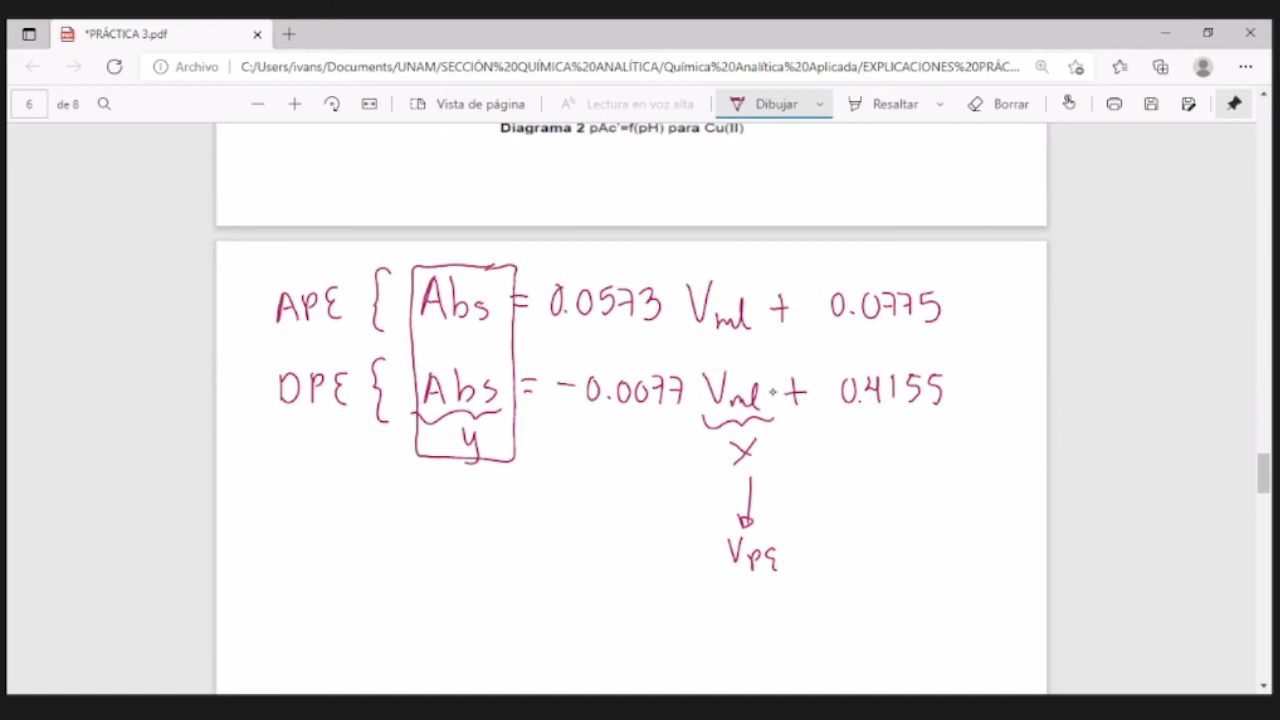 *PRÁCTICA 3.pdf
Archivo C:/Users/ivans/Documents/UNAM/SECCIÓN%20QUÍMICA%20ANALÍTICA/Química%20Analítica%20Aplicada/EXPLICACIONES%20PRÁC...
6 de 8 Vista de página Lectura en voz alta Dibujar Resaltar Borrar
Diagrama 2 pAc'=f(pH) para Cu(II)
APE { Abs = 0.0573 Vml + 0.0775
DPE { Abs = -0.0077 Vml + 0.4155
y x
VPE